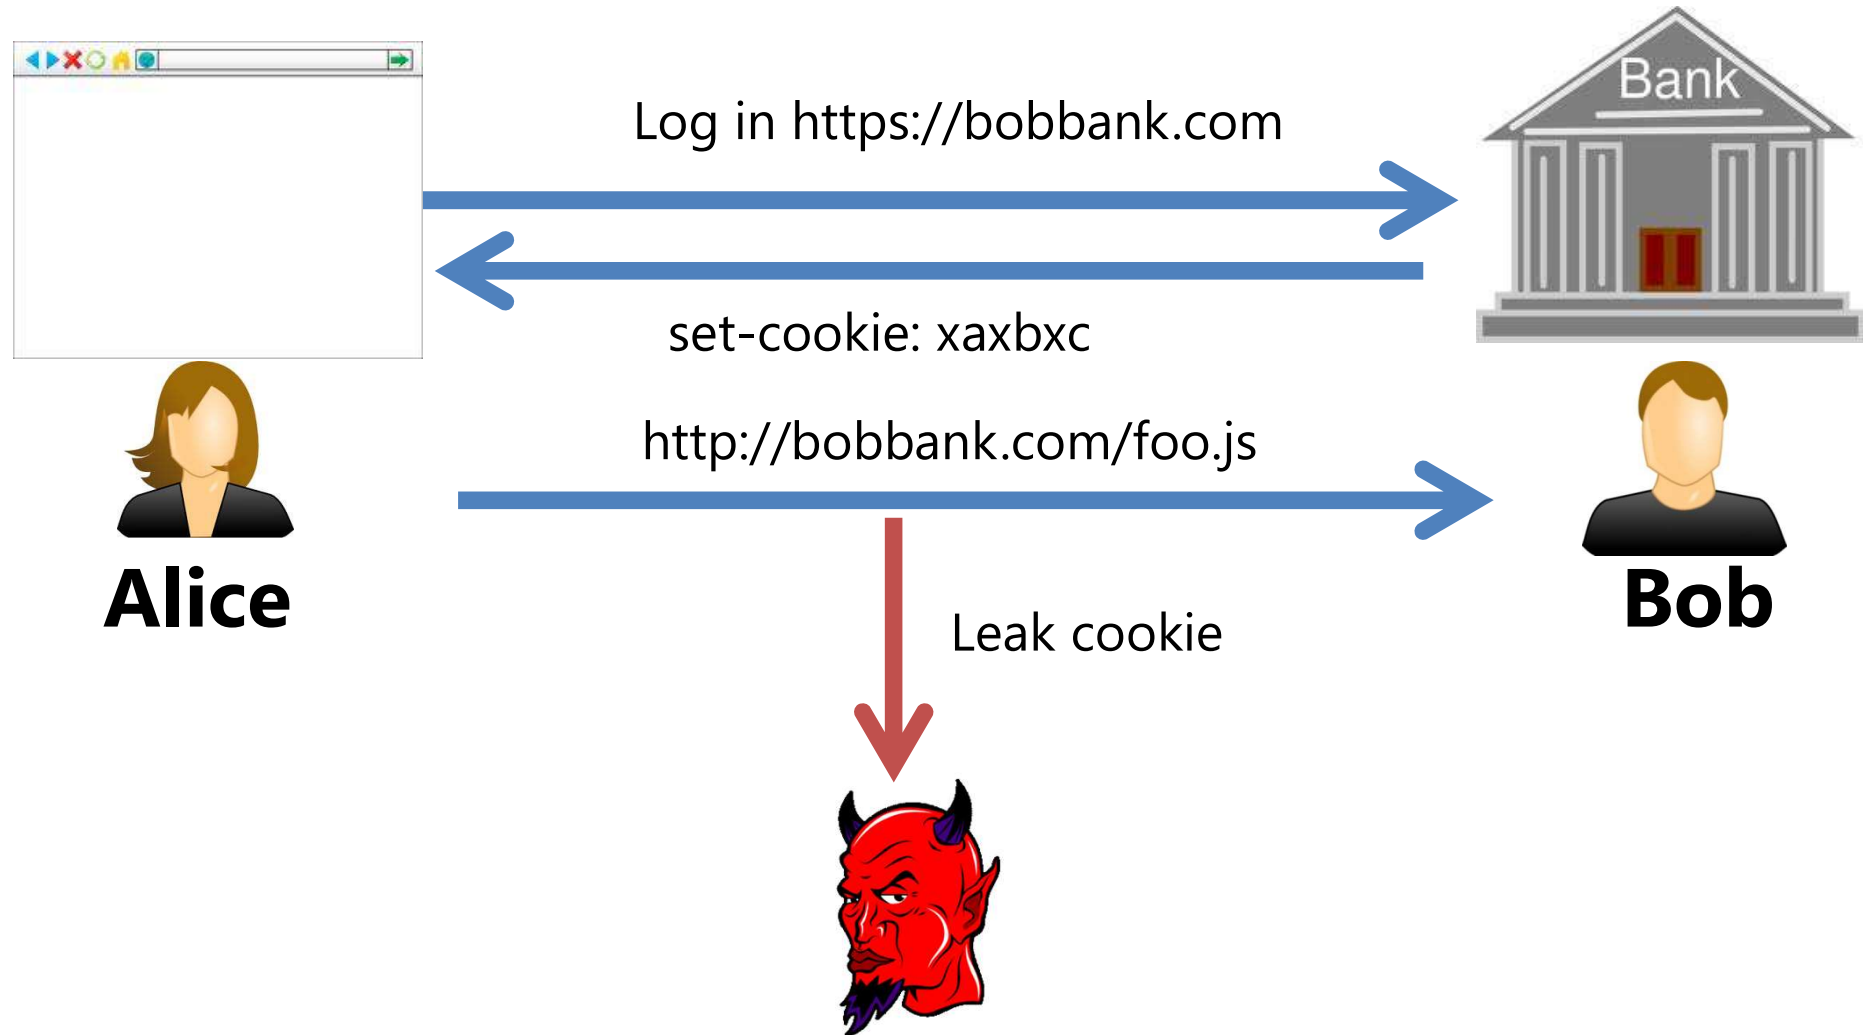 Bank
Log in https://bobbank.com
set-cookie: xaxbxc
http://bobbank.com/foo.js
Alice
Bob
Leak cookie